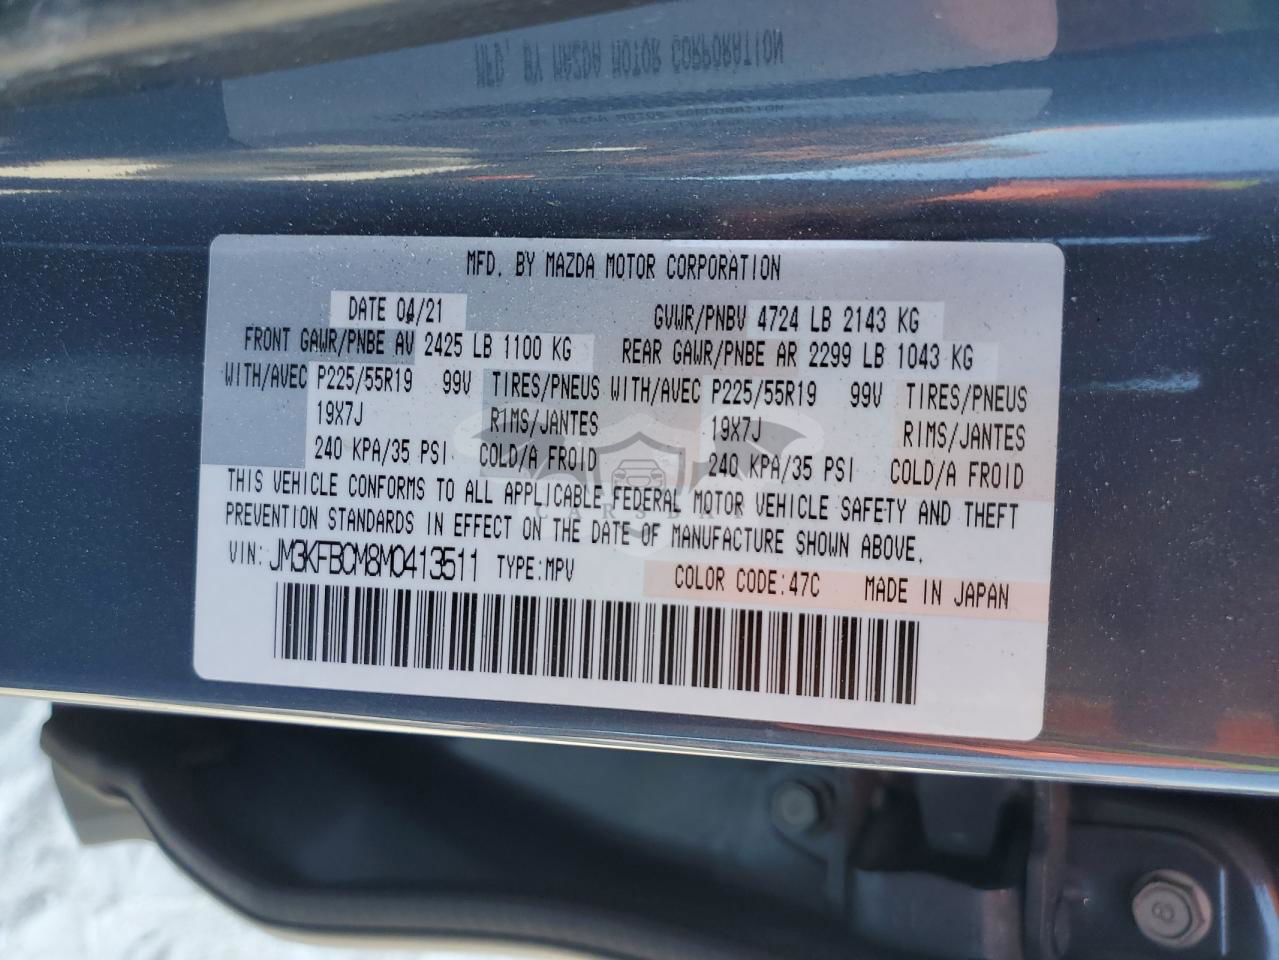 MFD. BY MAZDA MOTOR CORPORATION
DATE 04/21 GVWR/PNBV 4724 LB 2143 KG
FRONT GAWR/PNBE AV 2425 LB 1100 KG REAR GAWR/PNBE AR 2299 LB 1043 KG
WITH/AVEC P225/55R19 99V TIRES/PNEUS WITH/AVEC P225/55R19 99V TIRES/PNEUS
19X7J RIMS/JANTES 19X7J RIMS/JANTES
240 KPA/35 PSI COLD/A FROID 240 KPA/35 PSI COLD/A FROID
THIS VEHICLE CONFORMS TO ALL APPLICABLE FEDERAL MOTOR VEHICLE SAFETY AND THEFT
PREVENTION STANDARDS IN EFFECT ON THE DATE OF MANUFACTURE SHOWN ABOVE.
VIN: JM3KFBCM8M0413511 TYPE:MPV COLOR CODE:47C MADE IN JAPAN
8